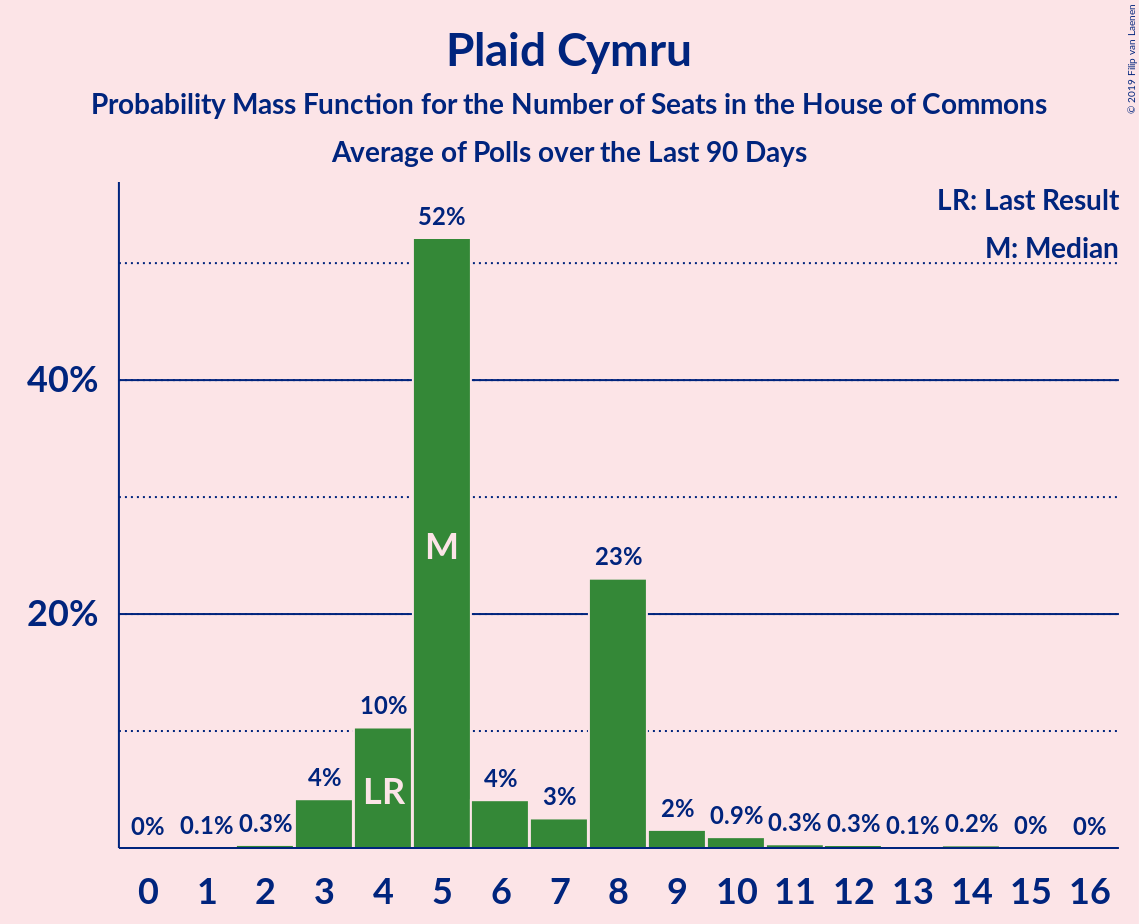 Plaid Cymru
Probability Mass Function for the Number of Seats in the House of Commons
Average of Polls over the Last 90 Days
© 2019 Filip van Laenen
LR: Last Result
M: Median
52%
40%
M
23%
20%
10%
4%
LR
4%
3%
2%
0% 0.1% 0.3% 0.9% 0.3% 0.3% 0.1% 0.2% 0% 0%
0 1 2 3 4 5 6 7 8 9 10 11 12 13 14 15 16